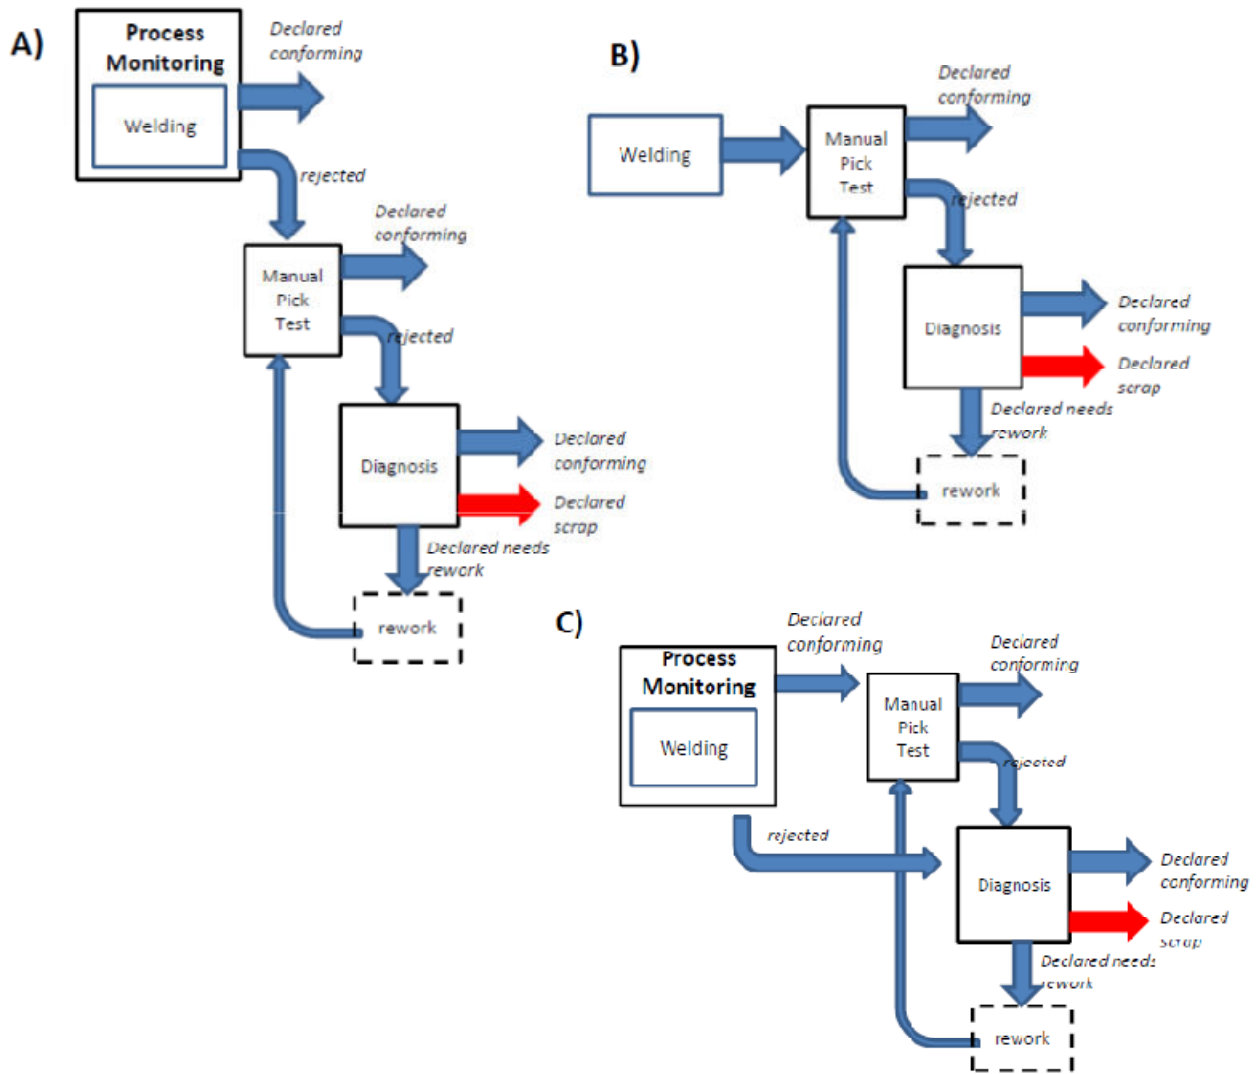 A)
Process
Monitoring
Welding
Declared
conforming
rejected
Declared
conforming
Manual
Pick
Test
rejected
Diagnosis
Declared
conforming
Declared
scrap
Declared needs
rework
rework
B)
Welding
Manual
Pick
Test
Declared
conforming
rejected
Diagnosis
Declared
conforming
Declared
scrap
Declared needs
rework
rework
C)
Process
Monitoring
Welding
Declared
conforming
rejected
Manual
Pick
Test
Declared
conforming
rejected
Diagnosis
Declared
conforming
Declared
scrap
Declared needs
rework
rework